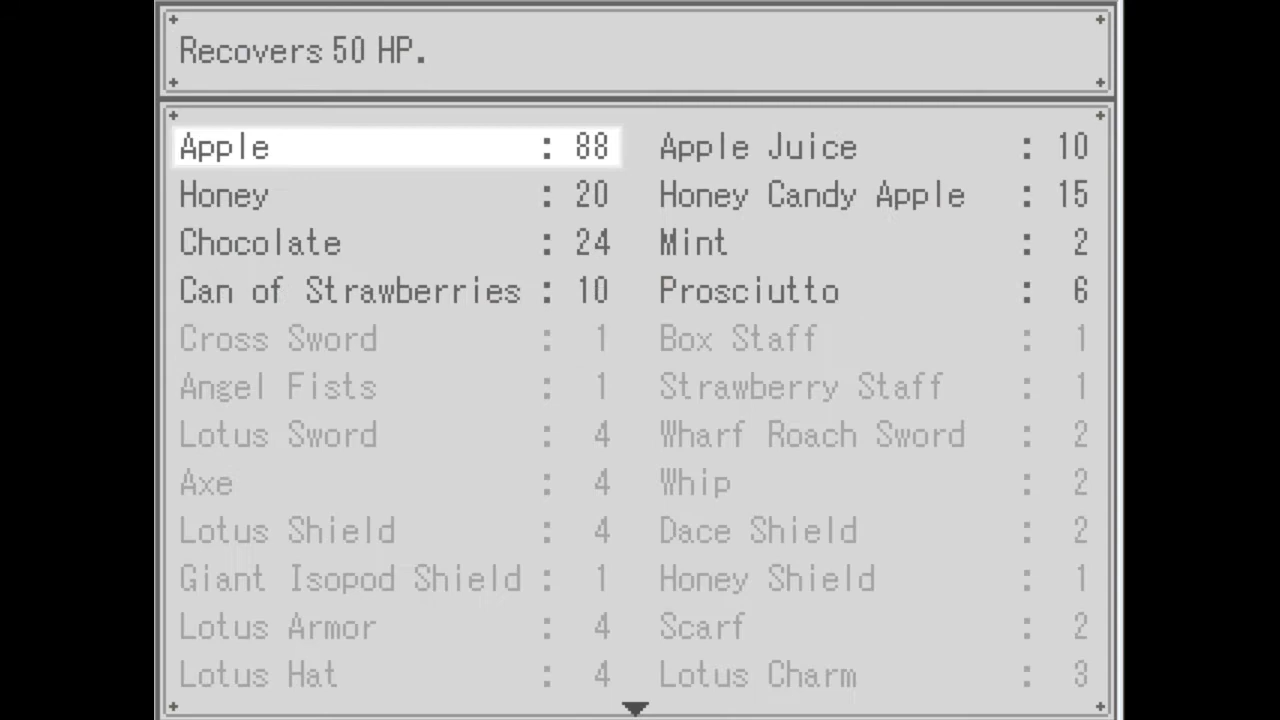 Recovers 50 HP.
Apple : 88 Apple Juice : 10
Honey : 20 Honey Candy Apple : 15
Chocolate : 24 Mint : 2
Can of Strawberries : 10 Prosciutto : 6
Cross Sword : 1 Box Staff : 1
Angel Fists : 1 Strawberry Staff : 1
Lotus Sword : 4 Wharf Roach Sword : 2
Axe : 4 Whip : 2
Lotus Shield : 4 Dace Shield : 2
Giant Isopod Shield : 1 Honey Shield : 1
Lotus Armor : 4 Scarf : 2
Lotus Hat : 4 Lotus Charm : 3